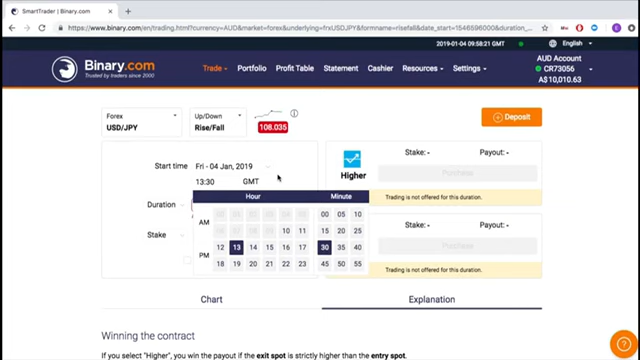 SmartTrader
https://www.binary.com/en/trading.html?currency=AUD&market=forex&underlying=frxUSDJPY&formname=risefall&date_start=1546596000&duration_
2019-01-04 09:58:21 GMT
English
Binary.com
Trusted by traders since 2000
Trade
Portfolio
Profit Table
Statement
Cashier
Resources
Settings
AUD Account
CR73056
A$10,010.63
Forex
USD/JPY
Up/Down
Rise/Fall
108.035
Deposit
Start time
Fri - 04 Jan, 2019
13:30 GMT
Duration
Stake
Hour Minute
AM
10 11
00 05 10
15 20 25
PM
12 13 14 15 16 17
30 35 40
18 19 20 21 22 23
45 50 55
Higher
Stake: - Payout: -
Purchase
Trading is not offered for this duration.
Stake: - Payout: -
Purchase
Trading is not offered for this duration.
Chart
Explanation
Winning the contract
If you select "Higher", you win the payout if the exit spot is strictly higher than the entry spot.